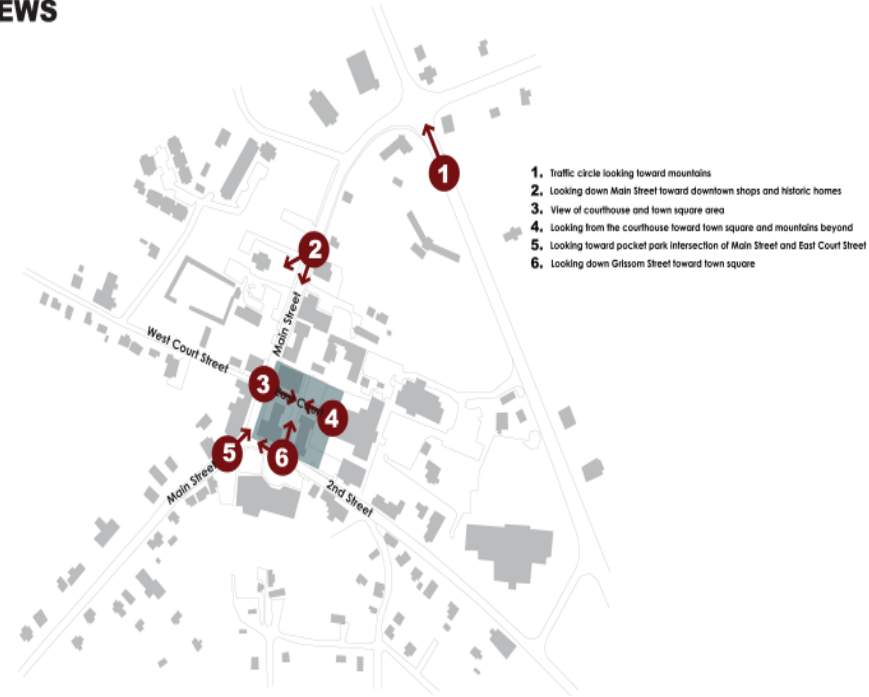 EWS
1. Traffic circle looking toward mountains
2. Looking down Main Street toward downtown shops and historic homes
3. View of courthouse and town square area
4. Looking from the courthouse toward town square and mountains beyond
5. Looking toward pocket park intersection of Main Street and East Court Street
6. Looking down Grissom Street toward town square
1
2
Main Street
West Court Street
3
East Court
4
5
6
Main Street
2nd Street